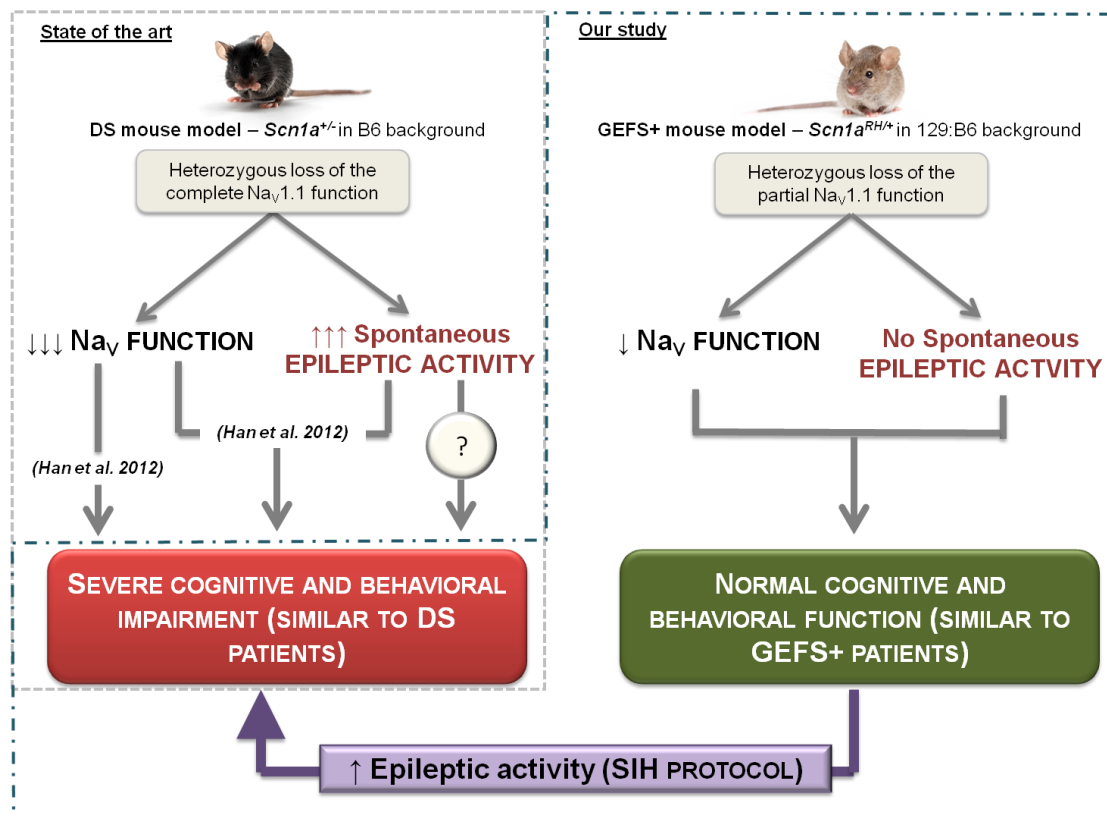 State of the art
DS mouse model – Scn1a+/- in B6 background
Heterozygous loss of the
complete NaV1.1 function
↓↓↓ NaV FUNCTION
↑↑↑ Spontaneous
EPILEPTIC ACTIVITY
(Han et al. 2012)
?
(Han et al. 2012)
SEVERE COGNITIVE AND BEHAVIORAL
IMPAIRMENT (SIMILAR TO DS
PATIENTS)
Our study
GEFS+ mouse model – Scn1aRH/+ in 129:B6 background
Heterozygous loss of the
partial NaV1.1 function
↓ NaV FUNCTION
No Spontaneous
EPILEPTIC ACTVITY
NORMAL COGNITIVE AND
BEHAVIORAL FUNCTION (SIMILAR TO
GEFS+ PATIENTS)
↑ Epileptic activity (SIH PROTOCOL)